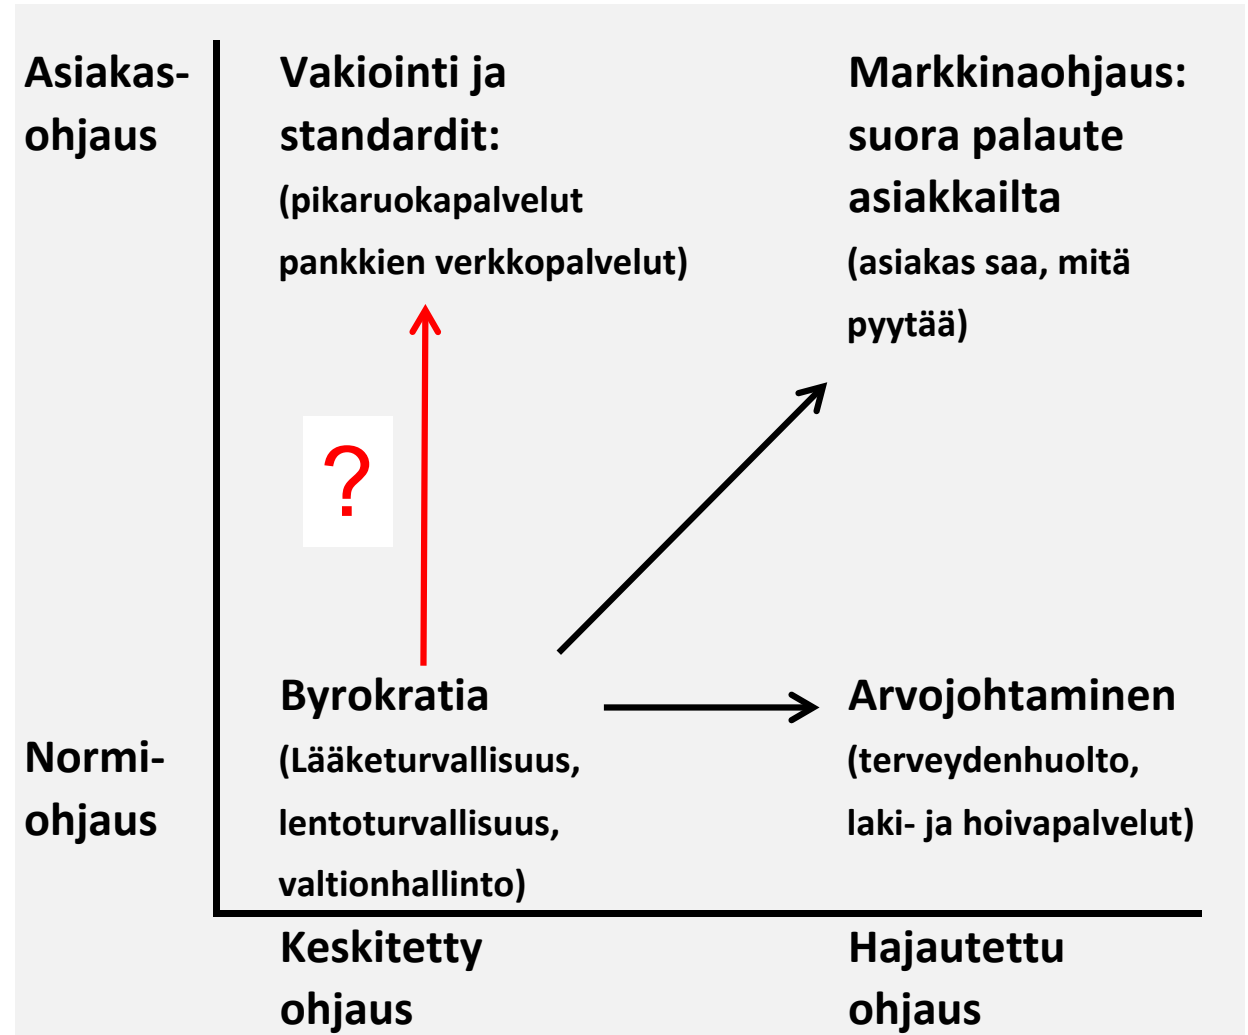 Asiakas-
ohjaus
Vakiointi ja
standardit:
(pikaruokapalvelut
pankkien verkkopalvelut)
Markkinaohjaus:
suora palaute
asiakkailta
(asiakas saa, mitä
pyytää)
?
Normi-
ohjaus
Byrokratia
(Lääketurvallisuus,
lentoturvallisuus,
valtionhallinto)
Arvojohtaminen
(terveydenhuolto,
laki- ja hoivapalvelut)
Keskitetty
ohjaus
Hajautettu
ohjaus